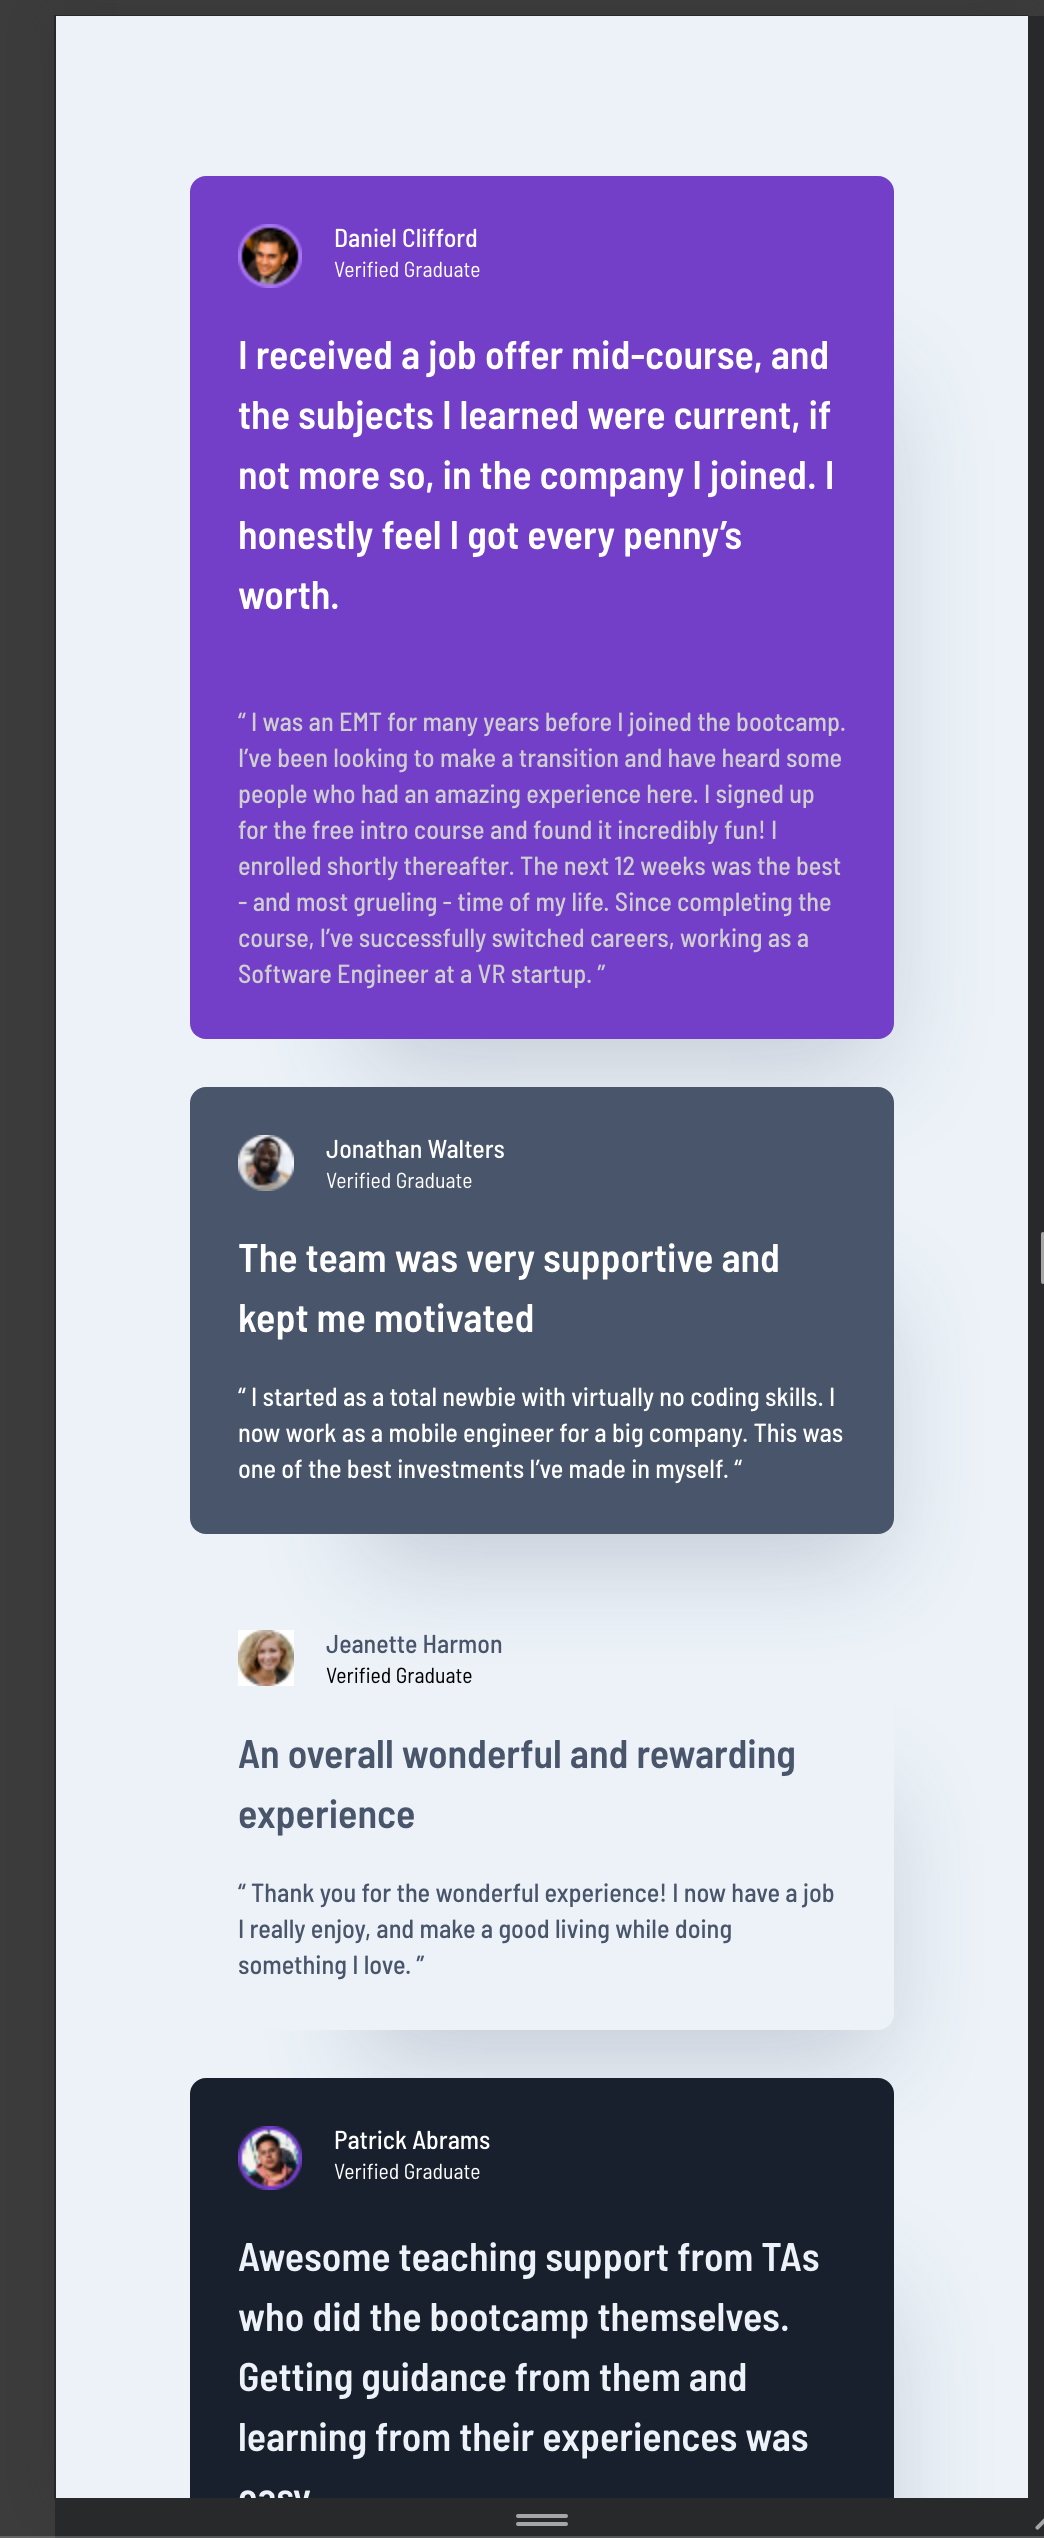 Daniel Clifford
Verified Graduate
I received a job offer mid-course, and
the subjects I learned were current, if
not more so, in the company I joined. I
honestly feel I got every penny’s
worth.
“ I was an EMT for many years before I joined the bootcamp.
I’ve been looking to make a transition and have heard some
people who had an amazing experience here. I signed up
for the free intro course and found it incredibly fun! I
enrolled shortly thereafter. The next 12 weeks was the best
- and most grueling - time of my life. Since completing the
course, I’ve successfully switched careers, working as a
Software Engineer at a VR startup. ”
Jonathan Walters
Verified Graduate
The team was very supportive and
kept me motivated
“ I started as a total newbie with virtually no coding skills. I
now work as a mobile engineer for a big company. This was
one of the best investments I’ve made in myself. “
Jeanette Harmon
Verified Graduate
An overall wonderful and rewarding
experience
“ Thank you for the wonderful experience! I now have a job
I really enjoy, and make a good living while doing
something I love. ”
Patrick Abrams
Verified Graduate
Awesome teaching support from TAs
who did the bootcamp themselves.
Getting guidance from them and
learning from their experiences was
easy